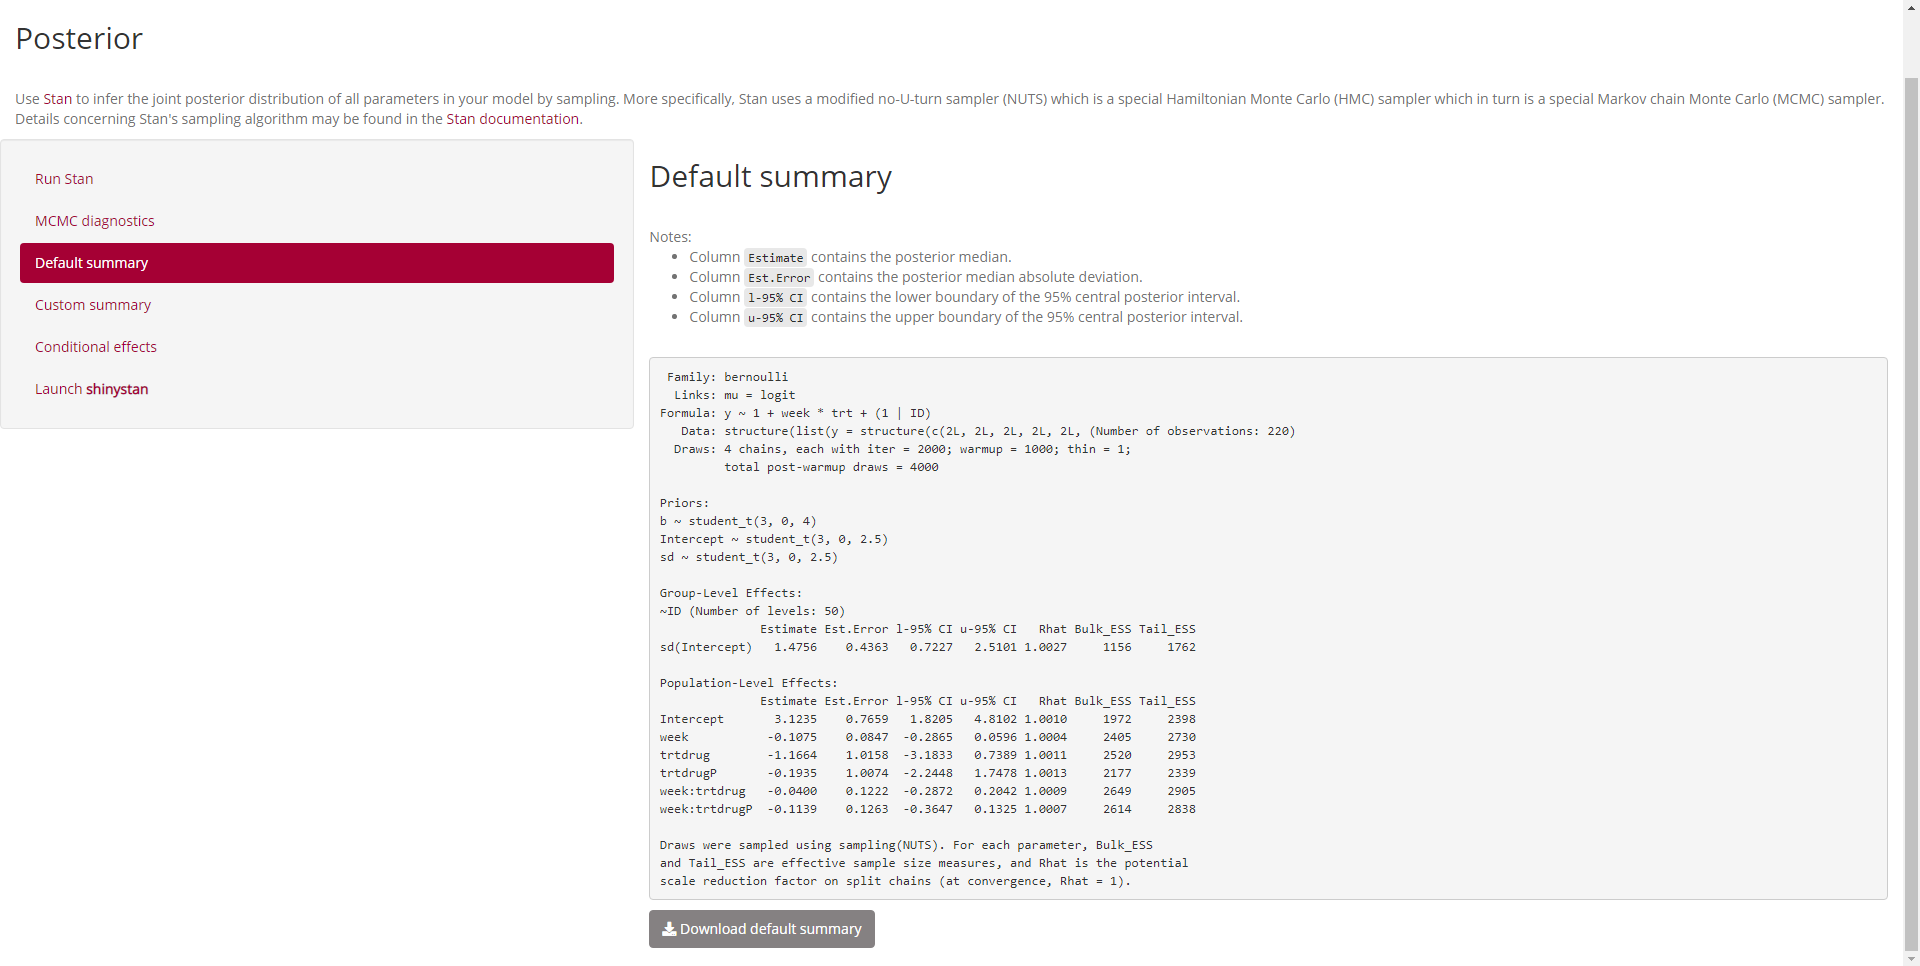 Posterior
Use Stan to infer the joint posterior distribution of all parameters in your model by sampling. More specifically, Stan uses a modified no-U-turn sampler (NUTS) which is a special Hamiltonian Monte Carlo (HMC) sampler which in turn is a special Markov chain Monte Carlo (MCMC) sampler.
Details concerning Stan's sampling algorithm may be found in the Stan documentation.
Run Stan
MCMC diagnostics
Default summary
Custom summary
Conditional effects
Launch shinystan
Default summary
Notes:
Column Estimate contains the posterior median.
Column Est.Error contains the posterior median absolute deviation.
Column l-95% CI contains the lower boundary of the 95% central posterior interval.
Column u-95% CI contains the upper boundary of the 95% central posterior interval.
Family: bernoulli
Links: mu = logit
Formula: y ~ 1 + week * trt + (1 | ID)
Data: structure(list(y = structure(c(2L, 2L, 2L, 2L, 2L, (Number of observations: 220)
Draws: 4 chains, each with iter = 2000; warmup = 1000; thin = 1;
total post-warmup draws = 4000
Priors:
b ~ student_t(3, 0, 4)
Intercept ~ student_t(3, 0, 2.5)
sd ~ student_t(3, 0, 2.5)
Group-Level Effects:
~ID (Number of levels: 50)
Estimate Est.Error l-95% CI u-95% CI Rhat Bulk_ESS Tail_ESS
sd(Intercept) 1.4756 0.4363 0.7227 2.5101 1.0027 1156 1762
Population-Level Effects:
Estimate Est.Error l-95% CI u-95% CI Rhat Bulk_ESS Tail_ESS
Intercept 3.1235 0.7659 1.8205 4.8102 1.0010 1972 2398
week -0.1075 0.0847 -0.2865 0.0596 1.0004 2405 2730
trtdrug -1.1664 1.0158 -3.1833 0.7389 1.0011 2520 2953
trtdrugP -0.1935 1.0074 -2.2448 1.7478 1.0013 2177 2339
week:trtdrug -0.0400 0.1222 -0.2872 0.2042 1.0009 2649 2905
week:trtdrugP -0.1139 0.1263 -0.3647 0.1325 1.0007 2614 2838
Draws were sampled using sampling(NUTS). For each parameter, Bulk_ESS
and Tail_ESS are effective sample size measures, and Rhat is the potential
scale reduction factor on split chains (at convergence, Rhat = 1).
Download default summary